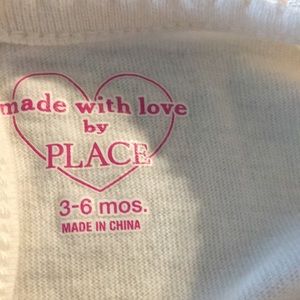 made with love
by
PLACE
3-6 mos.
MADE IN CHINA